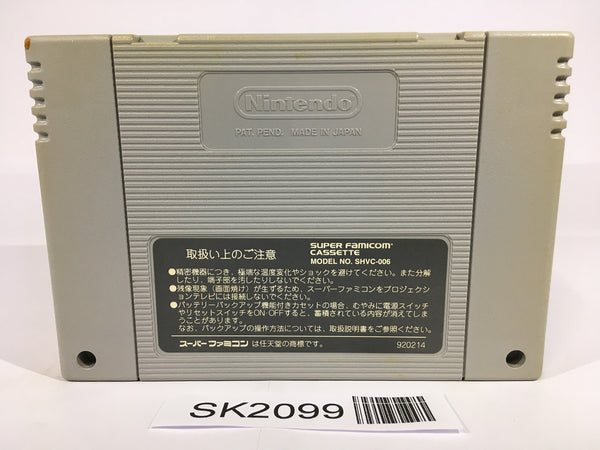 Nintendo
PAT. PEND. MADE IN JAPAN
取扱い上のご注意
SUPER FAMICOM
CASSETTE
MODEL NO. SHVC-006
●精密機器につき、極端な温度変化やショックを避けてください。また分解
したり、端子部を汚したりしないでください。
●残像現象(画面焼け)が生ずるため、スーパーファミコンをプロジェクシ
ョンテレビには接続しないでください。
●バッテリーバックアップ機能付きカセットの場合、むやみに電源スイッチ
やリセットスイッチをON・OFFすると、蓄積されている内容が消えてしま
うことがあります。
なお、バックアップの操作方法については、取扱説明書をご参照ください。
スーパーファミコン は任天堂の商標です。
920214
SK2099